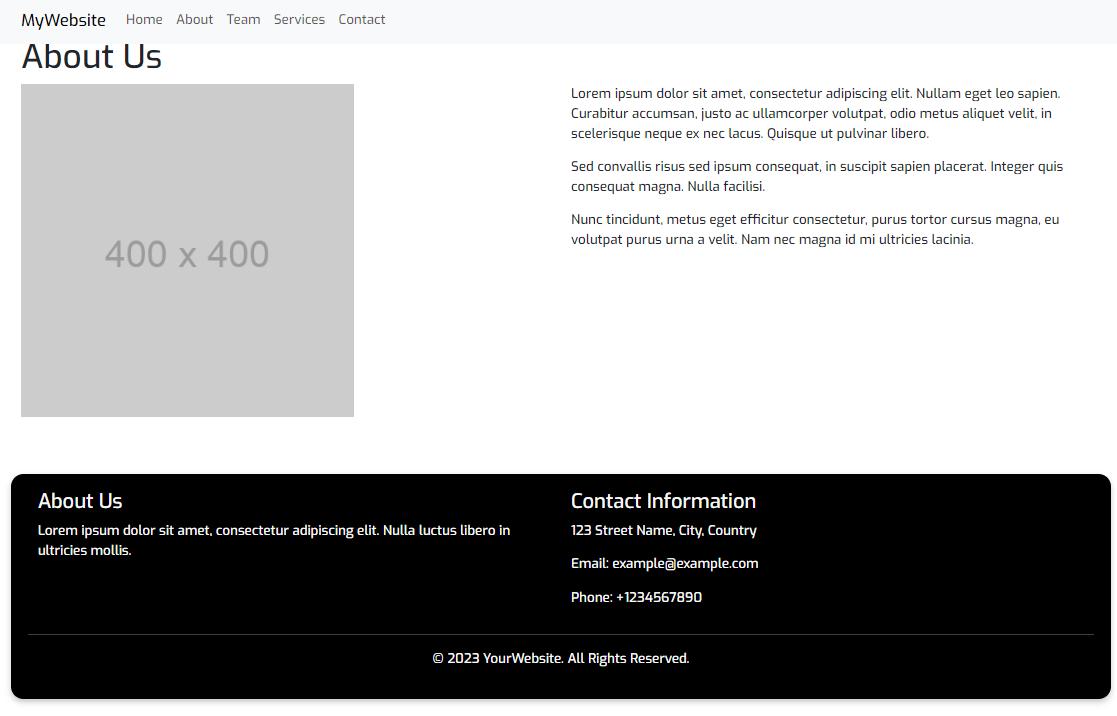 MyWebsite Home About Team Services Contact
About Us
400 x 400
Lorem ipsum dolor sit amet, consectetur adipiscing elit. Nullam eget leo sapien.
Curabitur accumsan, justo ac ullamcorper volutpat, odio metus aliquet velit, in
scelerisque neque ex nec lacus. Quisque ut pulvinar libero.
Sed convallis risus sed ipsum consequat, in suscipit sapien placerat. Integer quis
consequat magna. Nulla facilisi.
Nunc tincidunt, metus eget efficitur consectetur, purus tortor cursus magna, eu
volutpat purus urna a velit. Nam nec magna id mi ultricies lacinia.
About Us
Lorem ipsum dolor sit amet, consectetur adipiscing elit. Nulla luctus libero in
ultricies mollis.
Contact Information
123 Street Name, City, Country
Email: example@example.com
Phone: +1234567890
© 2023 YourWebsite. All Rights Reserved.